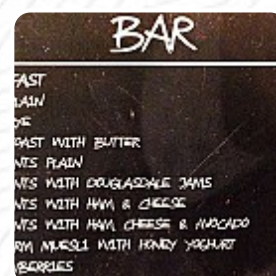 BAR
FAST
LAIN
OAST WITH BUTTER
NTS PLAIN
NTS WITH DOUGLASDALE JAMS
NTS WITH HAM & CHEESE
NTS WITH HAM CHEESE & AVOCADO
RM MUESLI WITH HONEY YOGHURT
BERRIES